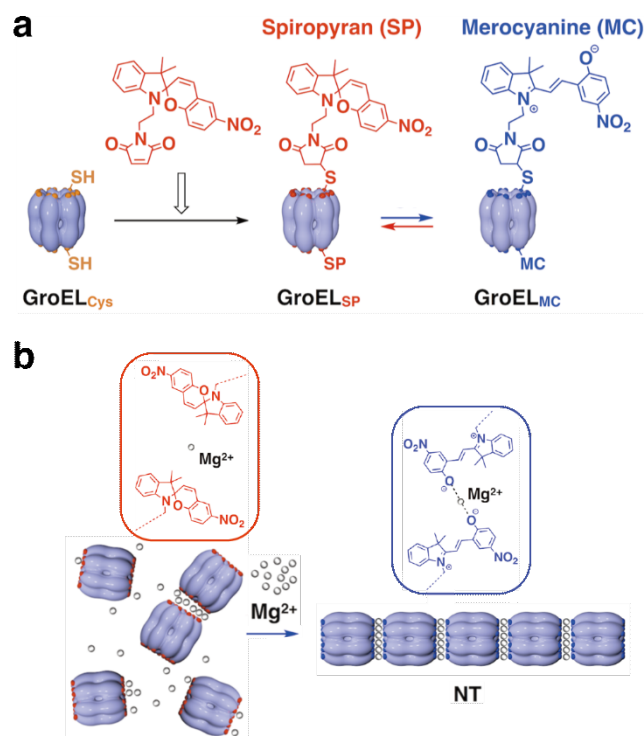 a
Spiropyran (SP)
Merocyanine (MC)
N
O
NO2
N
O
O
SH
SH
GroELCys
N
O
NO2
N
O
O
S
SP
GroELSP
O
⊖
N
⊕
NO2
N
O
O
S
MC
GroELMC
b
O2N
O
N
Mg2+
N
O
NO2
Mg2+
N
⊕
O2N
O
⊖
Mg2+
⊖
O
N
⊕
NO2
NT